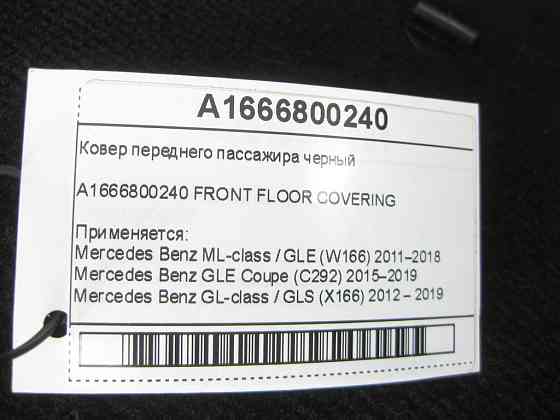 A1666800240
Ковер переднего пассажира черный
A1666800240 FRONT FLOOR COVERING
Применяется:
Mercedes Benz ML-class / GLE (W166) 2011–2018
Mercedes Benz GLE Coupe (C292) 2015–2019
Mercedes Benz GL-class / GLS (X166) 2012 – 2019